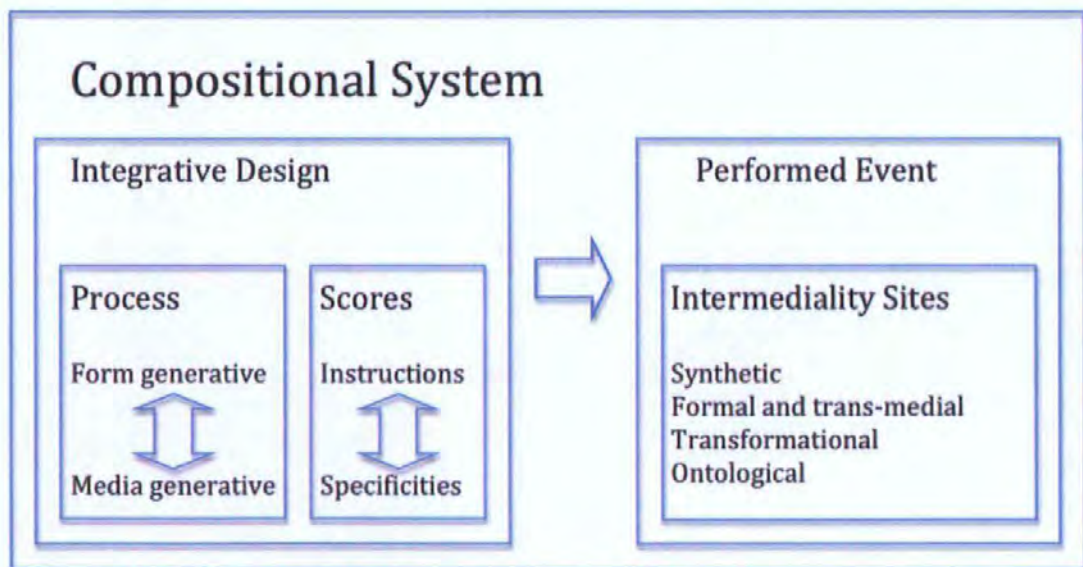 Compositional System
Integrative Design
Process
Form generative
Media generative
Scores
Instructions
Specificities
Performed Event
Intermediality Sites
Synthetic
Formal and trans-medial
Transformational
Ontological